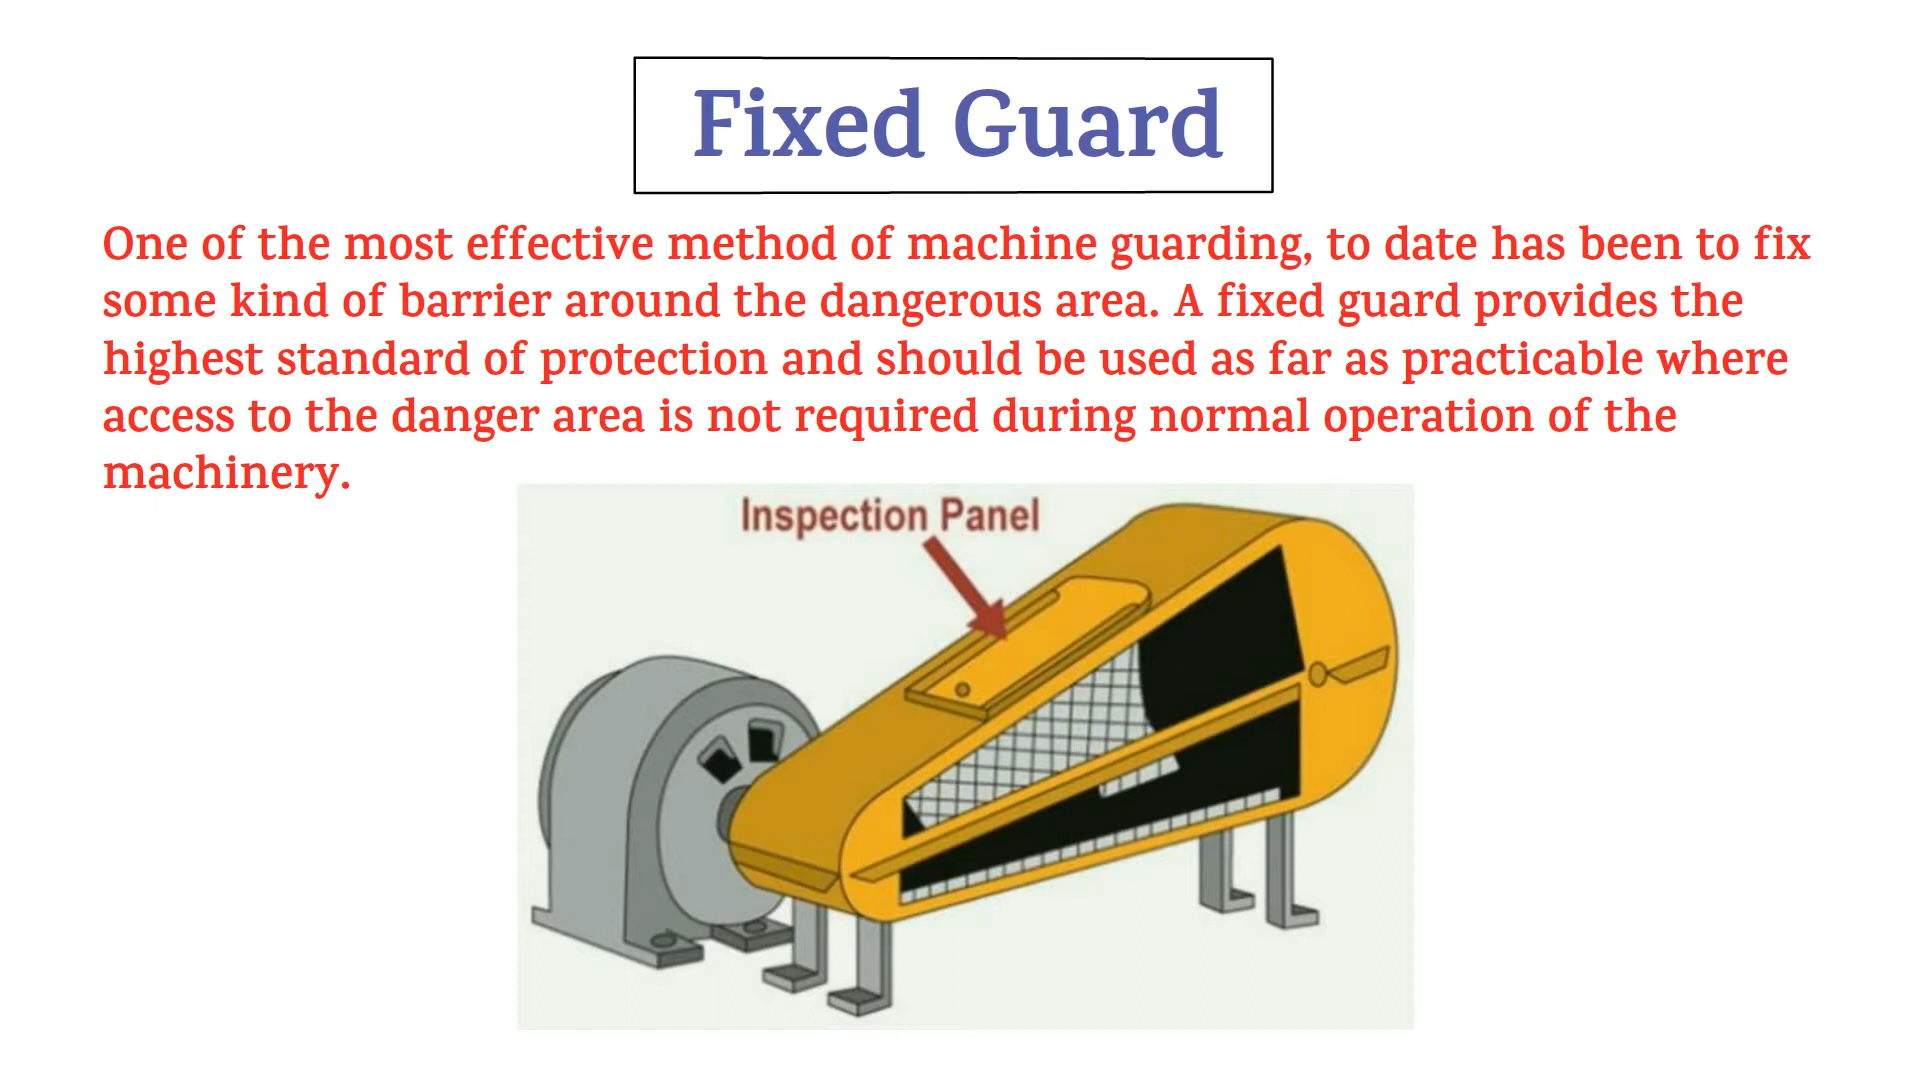 Fixed Guard
One of the most effective method of machine guarding, to date has been to fix
some kind of barrier around the dangerous area. A fixed guard provides the
highest standard of protection and should be used as far as practicable where
access to the danger area is not required during normal operation of the
machinery.
Inspection Panel